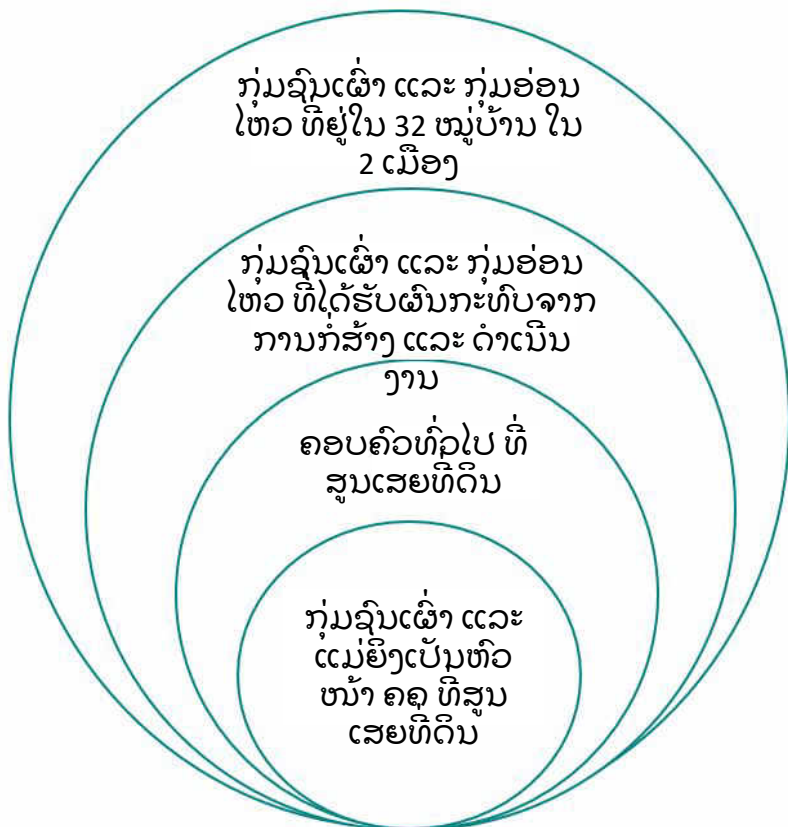 ກຸ່ມຊົນເຜົ່າ ແລະ ກຸ່ມອ່ອນ
ໄຫວ ທີ່ຢູ່ໃນ 32 ໝູ່ບ້ານ ໃນ
2 ເມືອງ
ກຸ່ມຊົນເຜົ່າ ແລະ ກຸ່ມອ່ອນ
ໄຫວ ທີ່ໄດ້ຮັບຜົນກະທົບຈາກ
ການກໍ່ສ້າງ ແລະ ດໍາເນີນ
ງານ
ຄອບຄົວທົ່ວໄປ ທີ່
ສູນເສຍທີ່ດິນ
ກຸ່ມຊົນເຜົ່າ ແລະ
ແມ່ຍິງເປັນຫົວ
ໜ້າ ຄຄ ທີ່ສູນ
ເສຍທີ່ດິນ